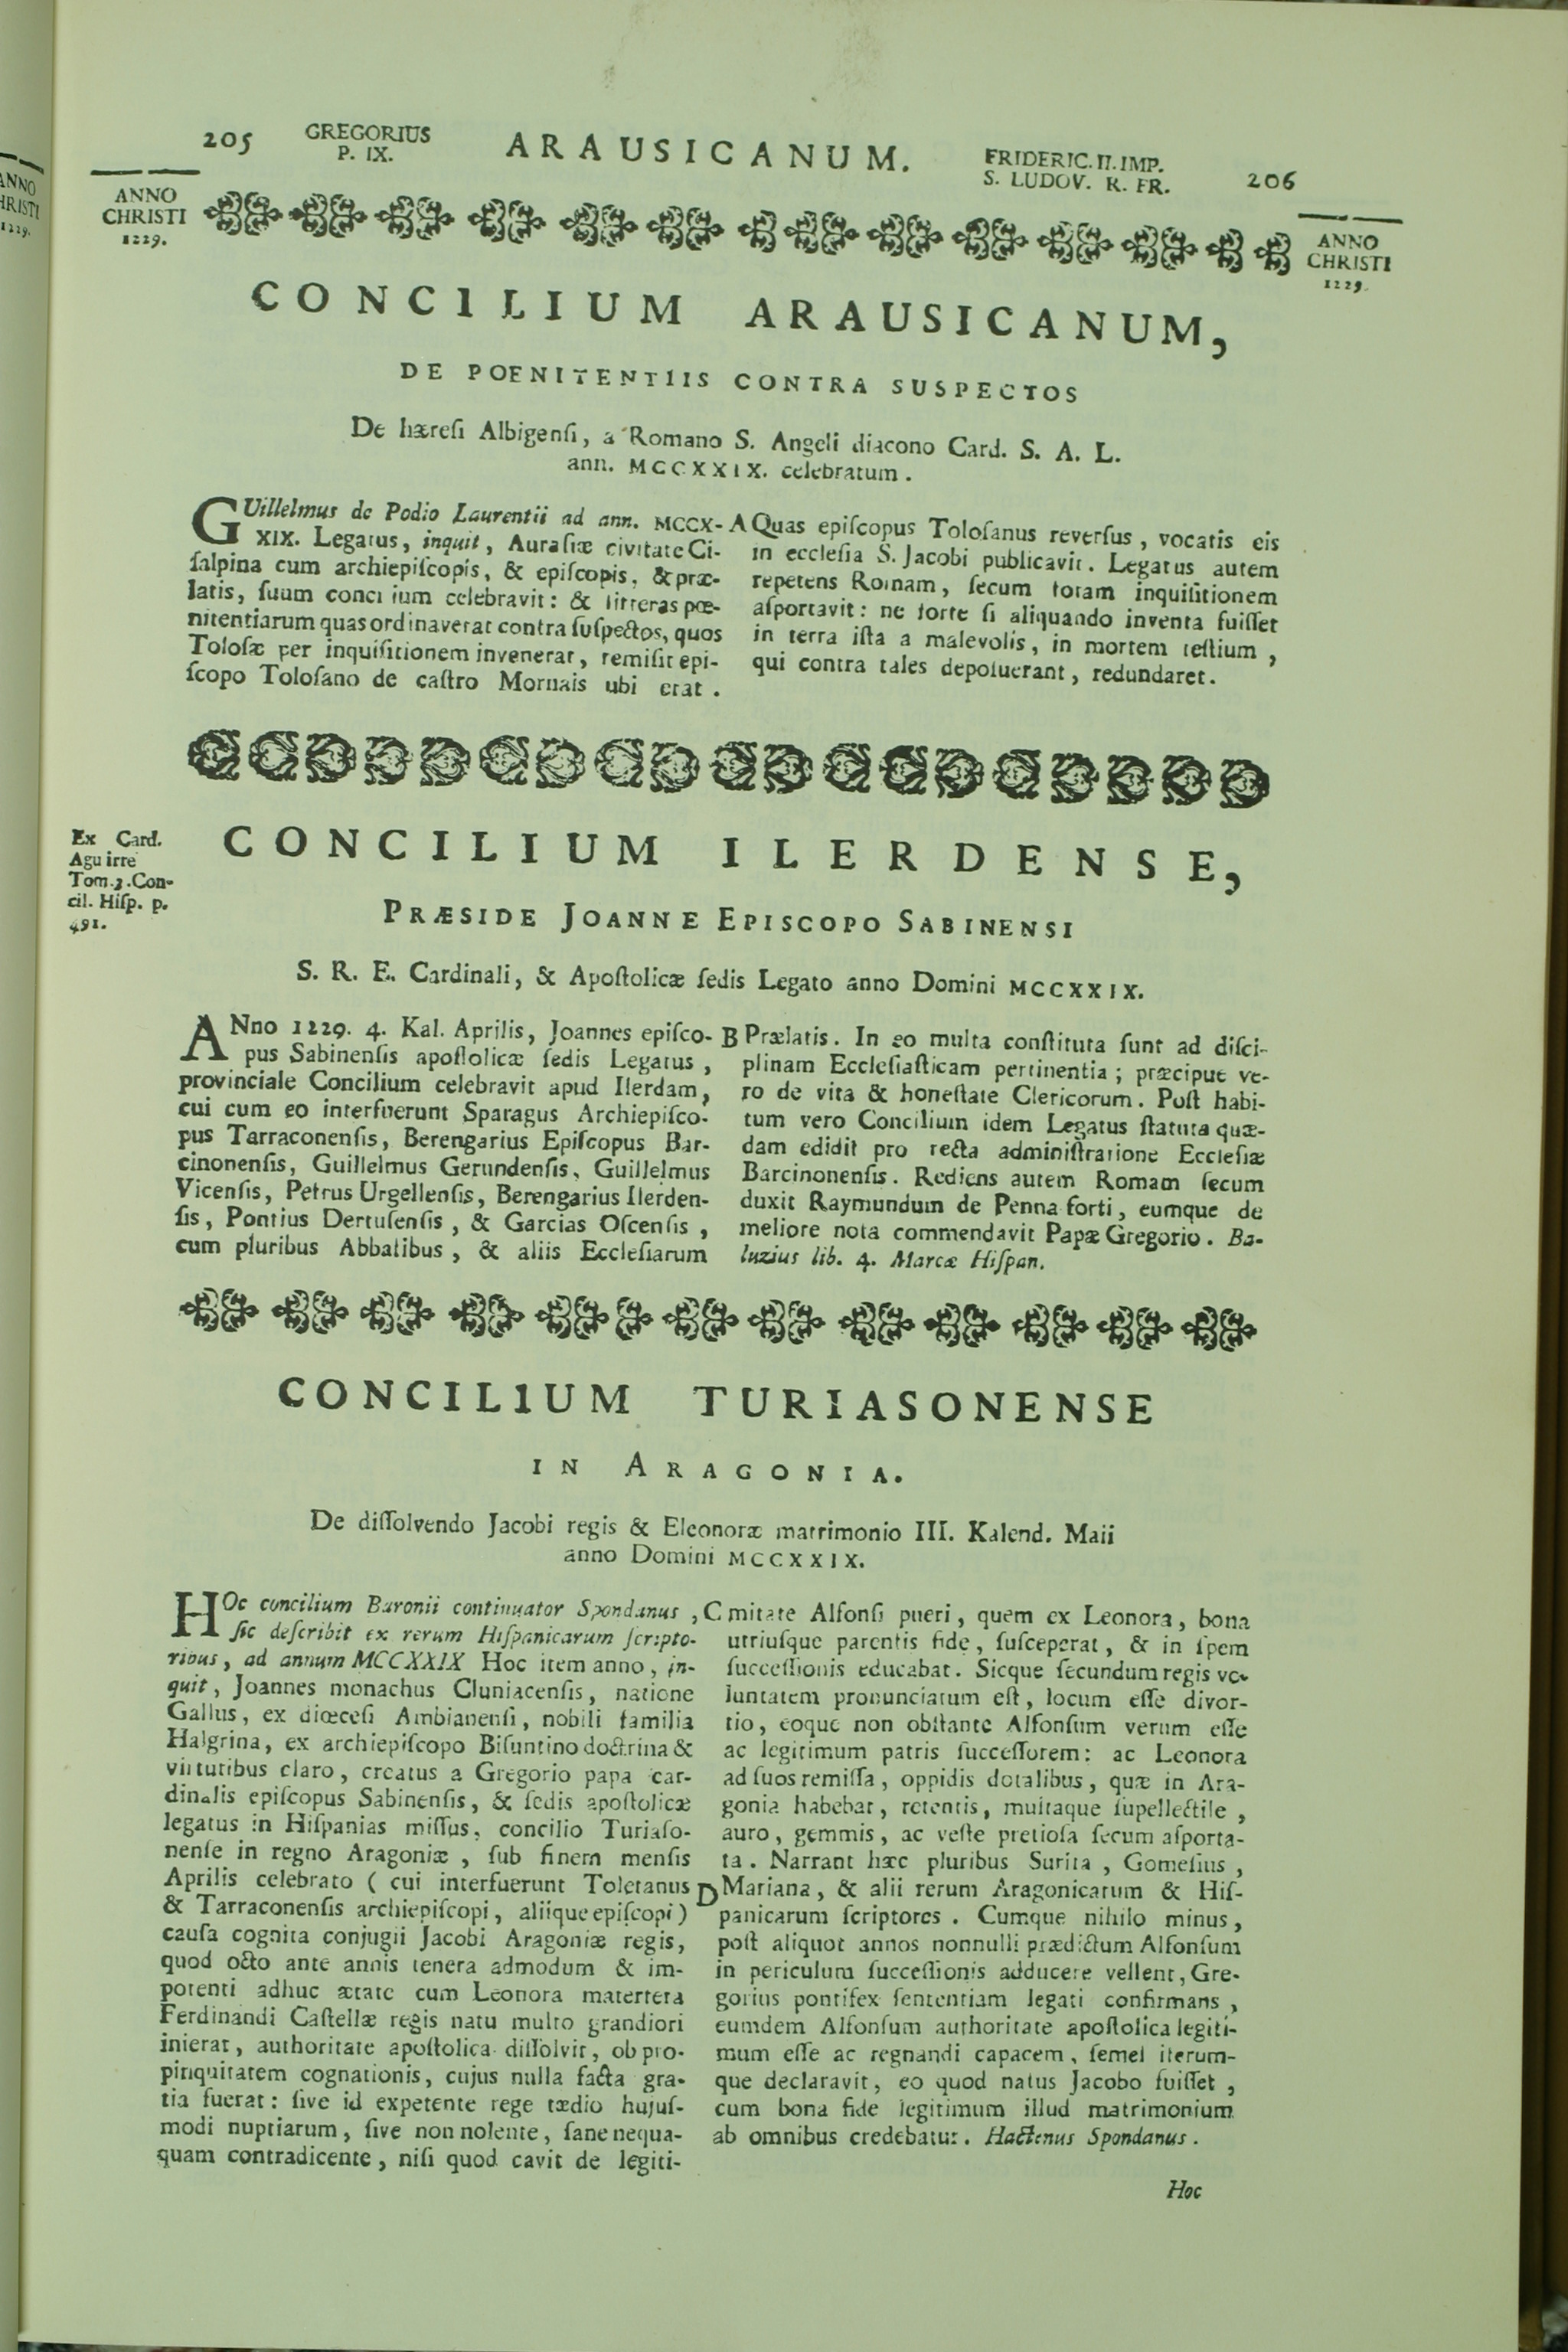 205
GREGORIUS
P. IX.
ARAUSICANUM.
FRIDERIC. II. IMP.
S. LUDOV. R. FR.
206
ANNO
CHRISTI
1229.
ANNO
CHRISTI
1229.
ANNO
CHRISTI
1229.
CONCILIUM ARAUSICANUM,
DE POENITENTIIS CONTRA SUSPECTOS
De hæreſi Albigenſi, a Romano S. Angeli diacono Card. S. A. L.
ann. MCCXXIX. celebratum.
GUillelmus de Podio Laurentii ad ann. MCCX-
XIX. Legatus, inquit, Auraſiæ civitate Ci-
ſalpina cum archiepiſcopis, & epiſcopis, & præ-
latis, ſuum conci ium celebravit: & litteras pœ-
nitentiarum quas ordinaverat contra ſuſpectos, quos
Toloſæ per inquiſitionem invenerat, remiſit epi-
ſcopo Toloſano de caſtro Mornais ubi erat.
A Quas epiſcopus Toloſanus reverſus, vocatis eis
in eccleſia S. Jacobi publicavit. Legatus autem
repetens Romam, ſecum totam inquiſitionem
aſportavit: ne forte ſi aliquando inventa fuiſſet
in terra iſta a malevolis, in mortem teſtium,
qui contra tales depoſuerant, redundaret.
Ex Card.
Aguirre
Tom. 3. Con-
cil. Hiſp. p.
491.
CONCILIUM ILERDENSE,
PRÆSIDE JOANNE EPISCOPO SABINENSI
S. R. E. Cardinali, & Apoſtolicæ ſedis Legato anno Domini MCCXXIX.
ANno 1229. 4. Kal. Aprilis, Joannes epiſco-
pus Sabinenſis apoſtolicæ ſedis Legatus,
provinciale Concilium celebravit apud Ilerdam,
cui cum eo interfuerunt Sparagus Archiepiſco-
pus Tarraconenſis, Berengarius Epiſcopus Bar-
cinonenſis, Guillelmus Gerundenſis, Guillelmus
Vicenſis, Petrus Urgellenſis, Berengarius Ilerden-
ſis, Pontius Dertuſenſis, & Garcias Oſcenſis,
cum pluribus Abbatibus, & aliis Eccleſiarum
B Prælatis. In eo multa conſtituta ſunt ad diſci-
plinam Eccleſiaſticam pertinentia; præcipue ve-
ro de vita & honeſtate Clericorum. Poſt habi-
tum vero Concilium idem Legatus ſtatuta quæ-
dam edidit pro recta adminiſtratione Eccleſiæ
Barcinonenſis. Rediens autem Romam ſecum
duxit Raymundum de Penna forti, eumque de
meliore nota commendavit Papæ Gregorio. Ba-
luzius lib. 4. Marcæ Hiſpan.
CONCILIUM TURIASONENSE
IN ARAGONIA.
De diſſolvendo Jacobi regis & Eleonoræ matrimonio III. Kalend. Maii
anno Domini MCCXXIX.
HOc concilium Baronii continuator Spondanus,
ſic deſcribit ex rerum Hiſpanicarum ſcripto-
ribus, ad annum MCCXXIX Hoc item anno, in-
quit, Joannes monachus Cluniacenſis, natione
Gallus, ex diœceſi Ambianenſi, nobili familia
Halgrina, ex archiepiſcopo Biſuntino doctrina &
virtutibus claro, creatus a Gregorio papa car-
dinalis epiſcopus Sabinenſis, & ſedis apoſtolicæ
legatus in Hiſpanias miſſus, concilio Turiaſo-
nenſe in regno Aragoniæ, ſub finem menſis
Aprilis celebrato ( cui interfuerunt Toletanus
& Tarraconenſis archiepiſcopi, aliique epiſcopi )
cauſa cognita conjugii Jacobi Aragoniæ regis,
quod octo ante annis tenera admodum & im-
potenti adhuc ætate cum Leonora matertera
Ferdinandi Caſtellæ regis natu multo grandiori
inierat, authoritate apoſtolica diſſolvit, ob pro-
pinquitatem cognationis, cujus nulla facta gra-
tia fuerat: ſive id expetente rege tædio hujuſ-
modi nuptiarum, ſive non nolente, ſane nequa-
quam contradicente, niſi quod cavit de legiti-
C mitate Alfonſi pueri, quem ex Leonora, bona
utriuſque parentis fide, ſuſceperat, & in ſpem
ſucceſſionis educabat. Sicque ſecundum regis vo-
luntatem pronunciatum eſt, locum eſſe divor-
tio, eoque non obſtante Alfonſum verum eſſe
ac legitimum patris ſucceſſorem: ac Leonora
ad ſuos remiſſa, oppidis dotalibus, quæ in Ara-
gonia habebat, retentis, multaque ſupellectile,
auro, gemmis, ac veſte pretioſa ſecum aſporta-
ta. Narrant hæc pluribus Surita, Gomeſius,
D Mariana, & alii rerum Aragonicarum & Hiſ-
panicarum ſcriptores. Cumque nihilo minus,
poſt aliquot annos nonnulli prædictum Alfonſum
in periculum ſucceſſionis adducere vellent, Gre-
gorius pontifex ſententiam legati confirmans,
eumdem Alfonſum authoritate apoſtolica legiti-
mum eſſe ac regnandi capacem, ſemel iterum-
que declaravit, eo quod natus Jacobo fuiſſet,
cum bona fide legitimum illud matrimonium
ab omnibus credebatur. Hactenus Spondanus.
Hoc